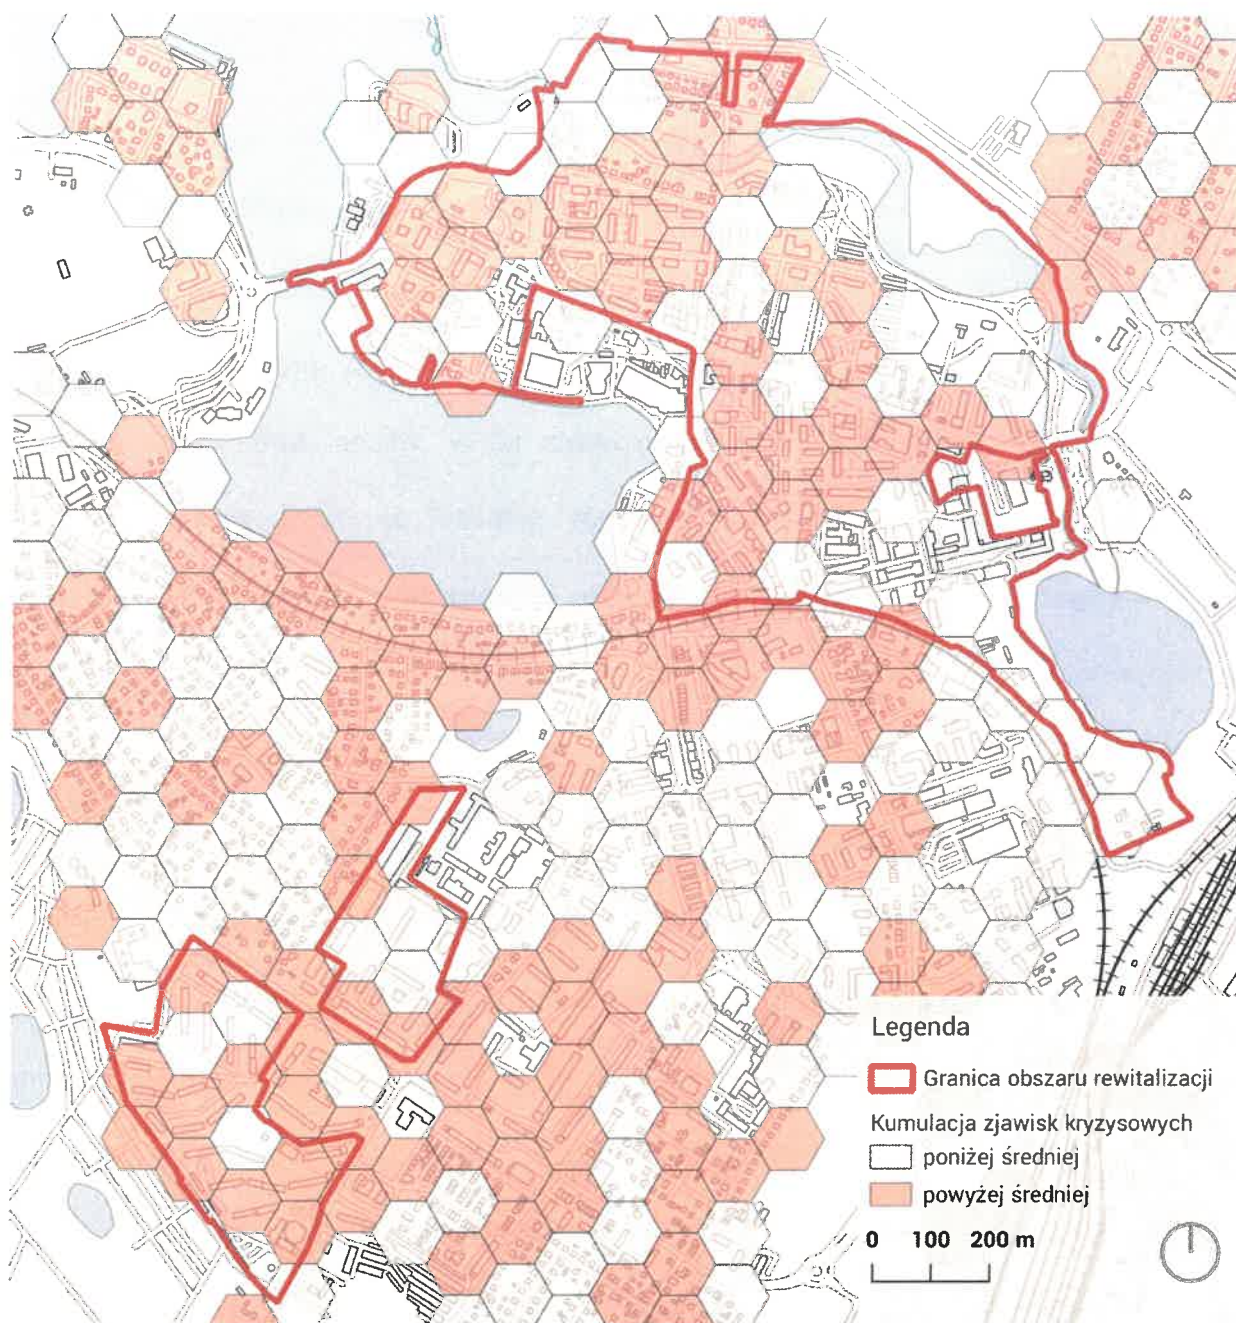 Legenda
Granica obszaru rewitalizacji
Kumulacja zjawisk kryzysowych
poniżej średniej
powyżej średniej
0 100 200 m